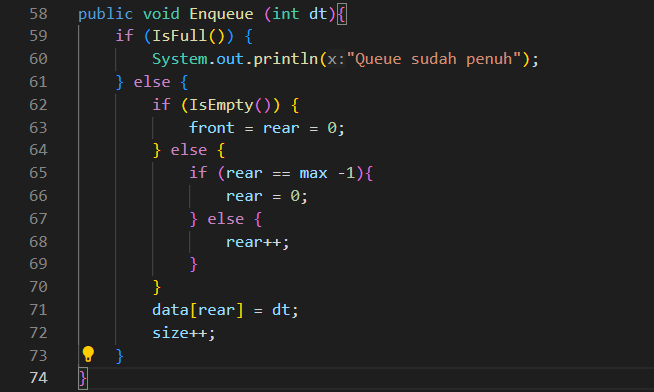 58 public void Enqueue (int dt){
59     if (IsFull()) {
60         System.out.println(x:"Queue sudah penuh");
61     } else {
62         if (IsEmpty()) {
63             front = rear = 0;
64         } else {
65             if (rear == max -1){
66                 rear = 0;
67             } else {
68                 rear++;
69             }
70         }
71         data[rear] = dt;
72         size++;
73     }
74 }